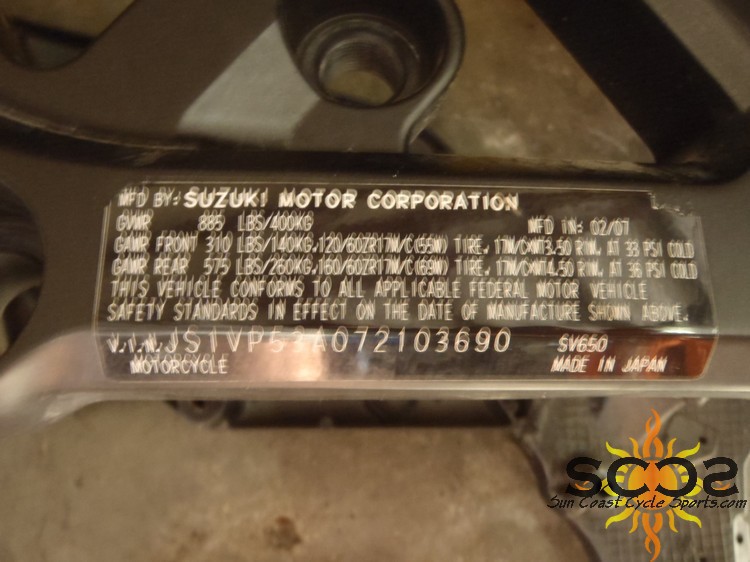 MFD BY: SUZUKI MOTOR CORPORATION
GVWR 885 LBS/400KG MFD IN: 02/07
GAWR FRONT 310 LBS/140KG, 120/60ZR17M/C(55W) TIRE, 17M/CXMT3.50 RIM, AT 33 PSI COLD
GAWR REAR 575 LBS/260KG, 160/60ZR17M/C(69W) TIRE, 17M/CXMT4.50 RIM, AT 36 PSI COLD
THIS VEHICLE CONFORMS TO ALL APPLICABLE FEDERAL MOTOR VEHICLE
SAFETY STANDARDS IN EFFECT ON THE DATE OF MANUFACTURE SHOWN ABOVE.
V.I.N. JS1VP53A072103690 SV650
MOTORCYCLE MADE IN JAPAN
SCCS
Sun Coast Cycle Sports.com